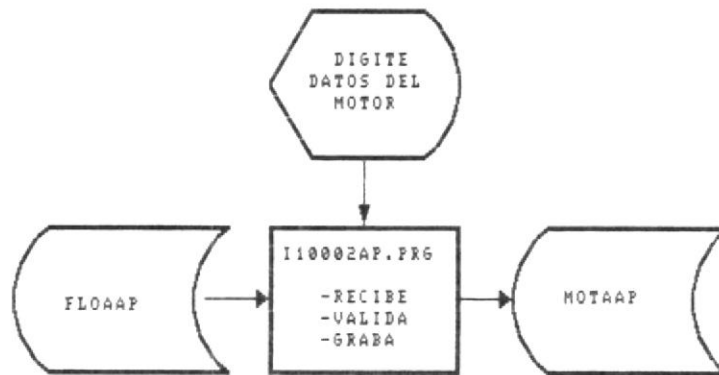 DIGITE
DATOS DEL
MOTOR
I10002AP.PRG
-RECIBE
-VALIDA
-GRABA
FLOAAP
MOTAAP